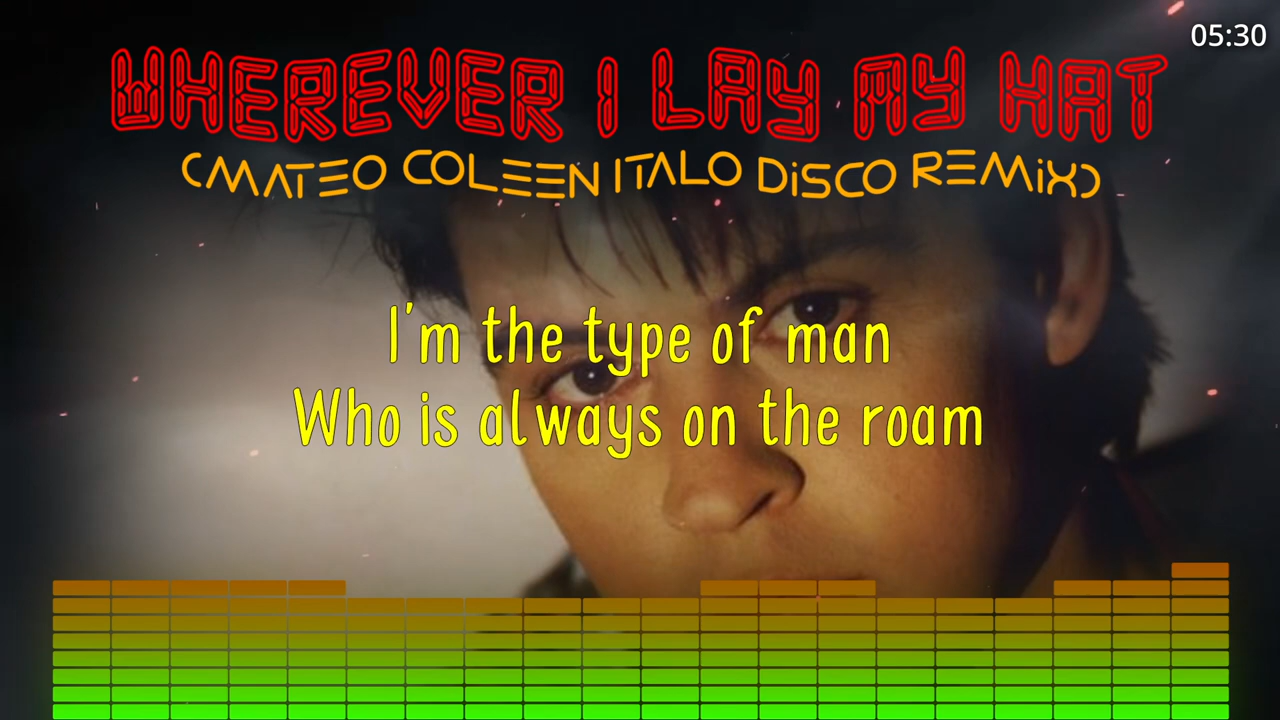 05:30
WHEREVER I LAY MY HAT
(MATEO COLEEN ITALO DiSCO REMiX)
I'm the type of man
Who is always on the roam